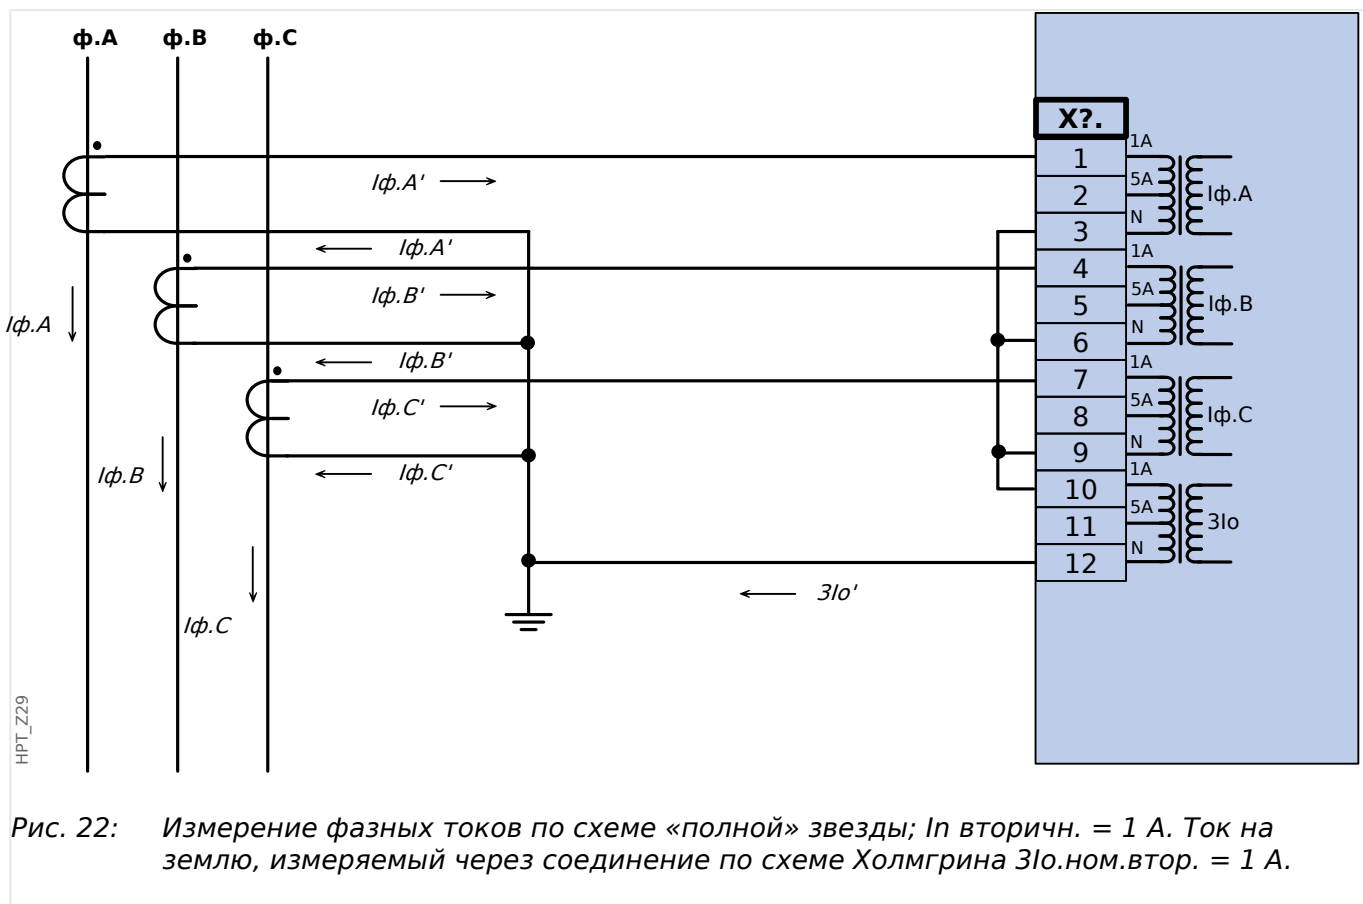 ф.A ф.B ф.C
X?.
1
2
3
4
5
6
7
8
9
10
11
12
1A
5A
N
1A
5A
N
1A
5A
N
1A
5A
N
Iф.A
Iф.B
Iф.C
3Io
Iф.A'
Iф.A'
Iф.B'
Iф.B'
Iф.C'
Iф.C'
3Io'
Iф.A
Iф.B
Iф.C
HPT_Z29
Рис. 22: Измерение фазных токов по схеме «полной» звезды; In вторичн. = 1 А. Ток на
землю, измеряемый через соединение по схеме Холмгрина 3Io.ном.втор. = 1 А.